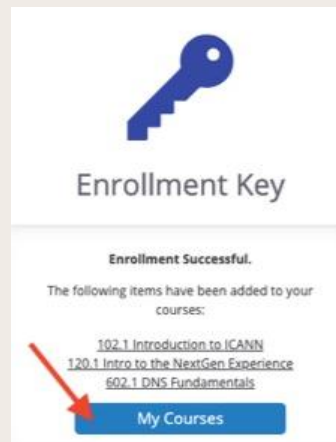 Enrollment Key
Enrollment Successful.
The following items have been added to your
courses:
102.1 Introduction to ICANN
120.1 Intro to the NextGen Experience
602.1 DNS Fundamentals
My Courses